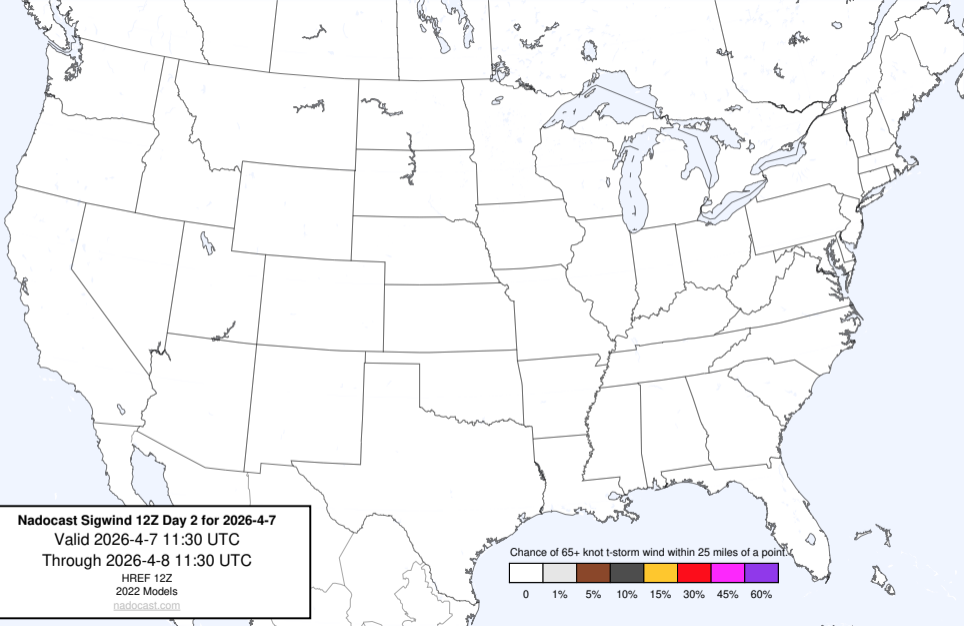 Nadocast Sigwind 12Z Day 2 for 2026-4-7
Valid 2026-4-7 11:30 UTC
Through 2026-4-8 11:30 UTC
HREF 12Z
2022 Models
nadocast.com
Chance of 65+ knot t-storm wind within 25 miles of a point.
0 1% 5% 10% 15% 30% 45% 60%